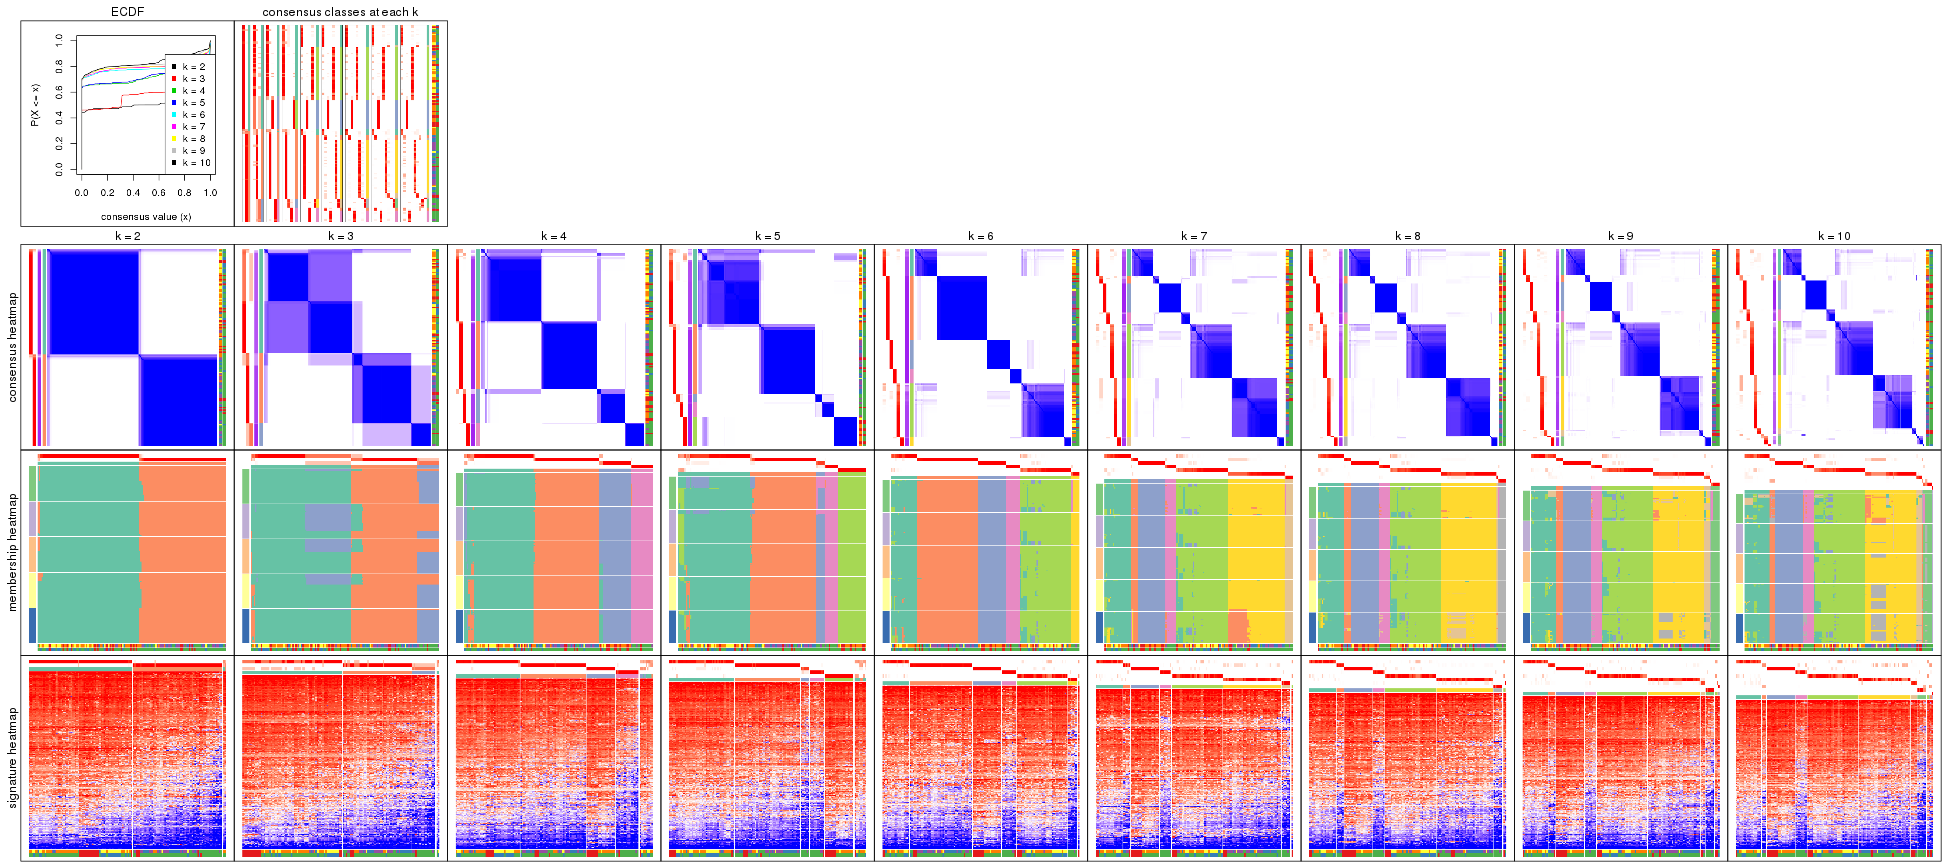 ECDF
consensus classes at each k
P(X <= x)
0.0
0.2
0.4
0.6
0.8
1.0
k = 2
k = 3
k = 4
k = 5
k = 6
k = 7
k = 8
k = 9
k = 10
0.0 0.2 0.4 0.6 0.8 1.0
consensus value (x)
k = 2 k = 3 k = 4 k = 5 k = 6 k = 7 k = 8 k = 9 k = 10
consensus heatmap
membership heatmap
signature heatmap